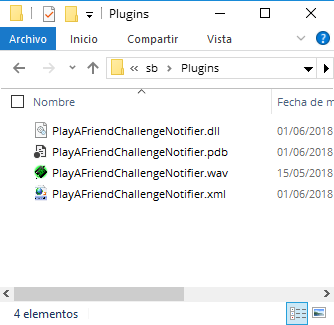 Plugins
Archivo Inicio Compartir Vista
sb Plugins
Nombre Fecha de m
PlayAFriendChallengeNotifier.dll 01/06/2018
PlayAFriendChallengeNotifier.pdb 01/06/2018
PlayAFriendChallengeNotifier.wav 15/05/2018
PlayAFriendChallengeNotifier.xml 01/06/2018
4 elementos